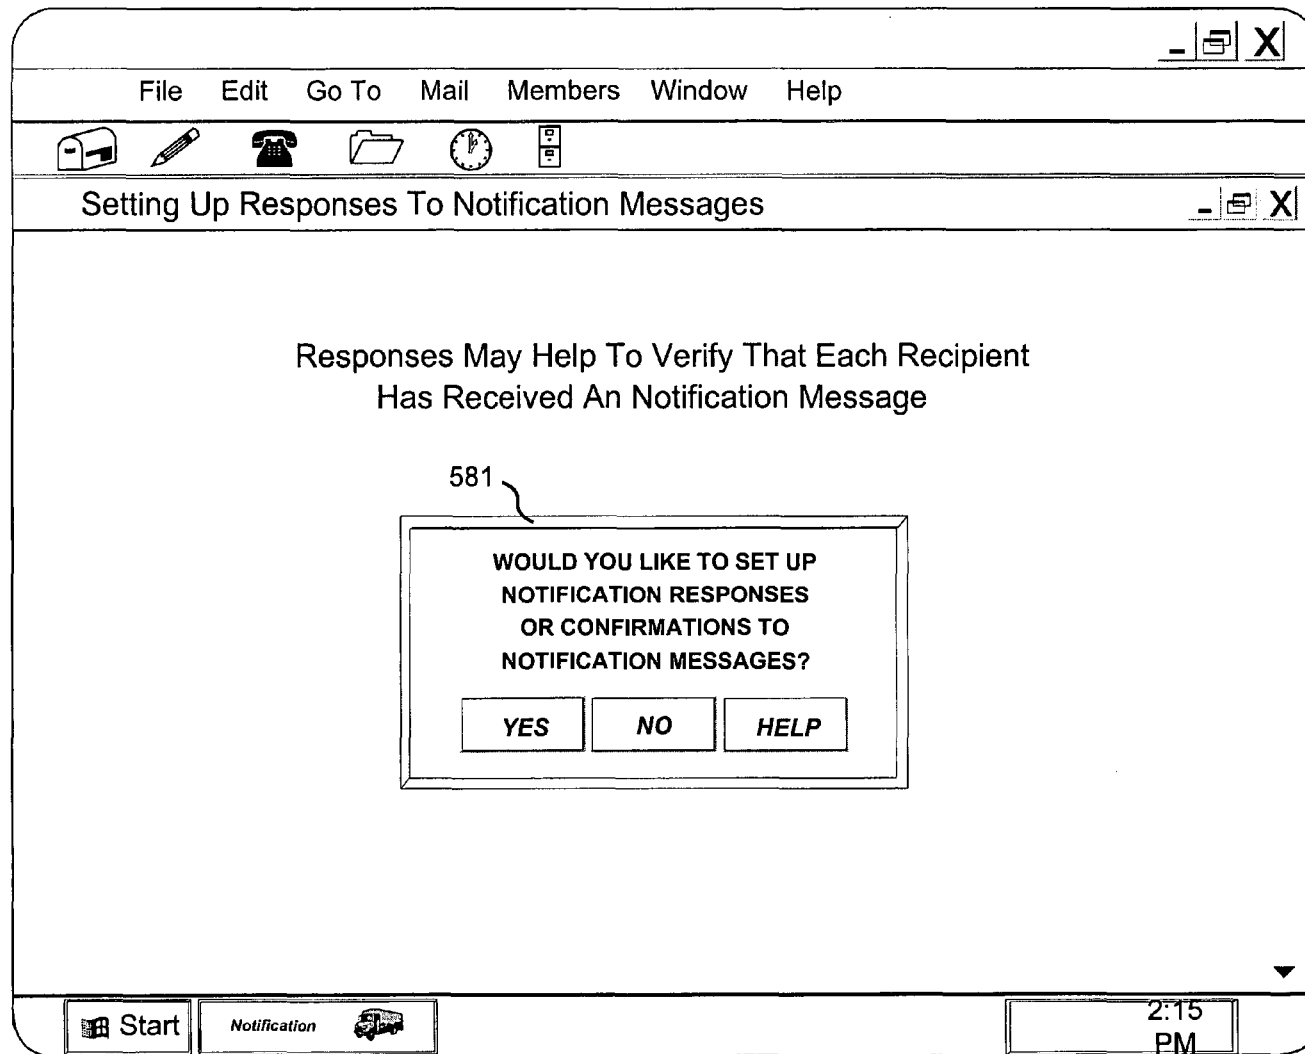 File Edit Go To Mail Members Window Help
Setting Up Responses To Notification Messages
Responses May Help To Verify That Each Recipient
Has Received An Notification Message
581
WOULD YOU LIKE TO SET UP
NOTIFICATION RESPONSES
OR CONFIRMATIONS TO
NOTIFICATION MESSAGES?
YES NO HELP
Start Notification 2:15
PM